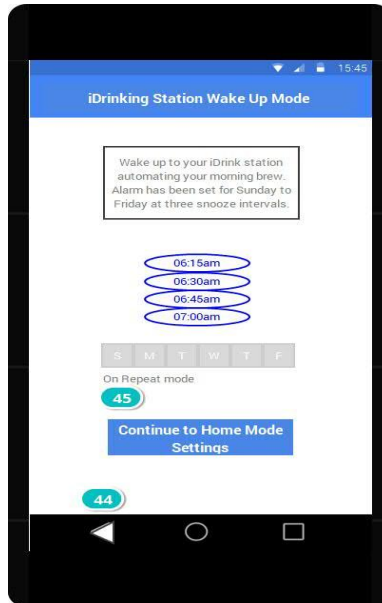 15:45
iDrinking Station Wake Up Mode
Wake up to your iDrink station
automating your morning brew.
Alarm has been set for Sunday to
Friday at three snooze intervals.
06:15am
06:30am
06:45am
07:00am
S M T W T F
On Repeat mode
45
Continue to Home Mode
Settings
44